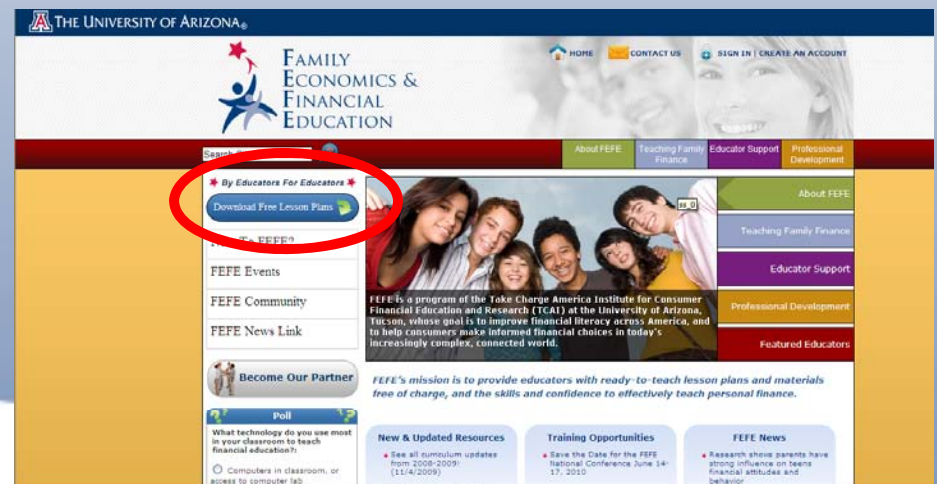 THE UNIVERSITY OF ARIZONA®
FAMILY
ECONOMICS &
FINANCIAL
EDUCATION
HOME
CONTACT US
SIGN IN | CREATE AN ACCOUNT
Search
About FEFE
Teaching Family
Finance
Educator Support
Professional
Development
By Educators For Educators
Download Free Lesson Plans
To FEFE?
FEFE Events
FEFE Community
FEFE News Link
Become Our Partner
Poll
What technology do you use most
in your classroom to teach
financial education?:
Computers in classroom, or
access to computer lab
ss_0
FEFE is a program of the Take Charge America Institute for Consumer
Financial Education and Research (TCAI) at the University of Arizona,
Tucson, whose goal is to improve financial literacy across America, and
to help consumers make informed financial choices in today's
increasingly complex, connected world.
About FEFE
Teaching Family Finance
Educator Support
Professional Development
Featured Educators
FEFE's mission is to provide educators with ready-to-teach lesson plans and materials
free of charge, and the skills and confidence to effectively teach personal finance.
New & Updated Resources
See all curriculum updates
from 2008-2009!
(11/4/2009)
Training Opportunities
Save the Date for the FEFE
National Conference June 14-
17, 2010
FEFE News
Research shows parents have
strong influence on teens
financial attitudes and
behavior